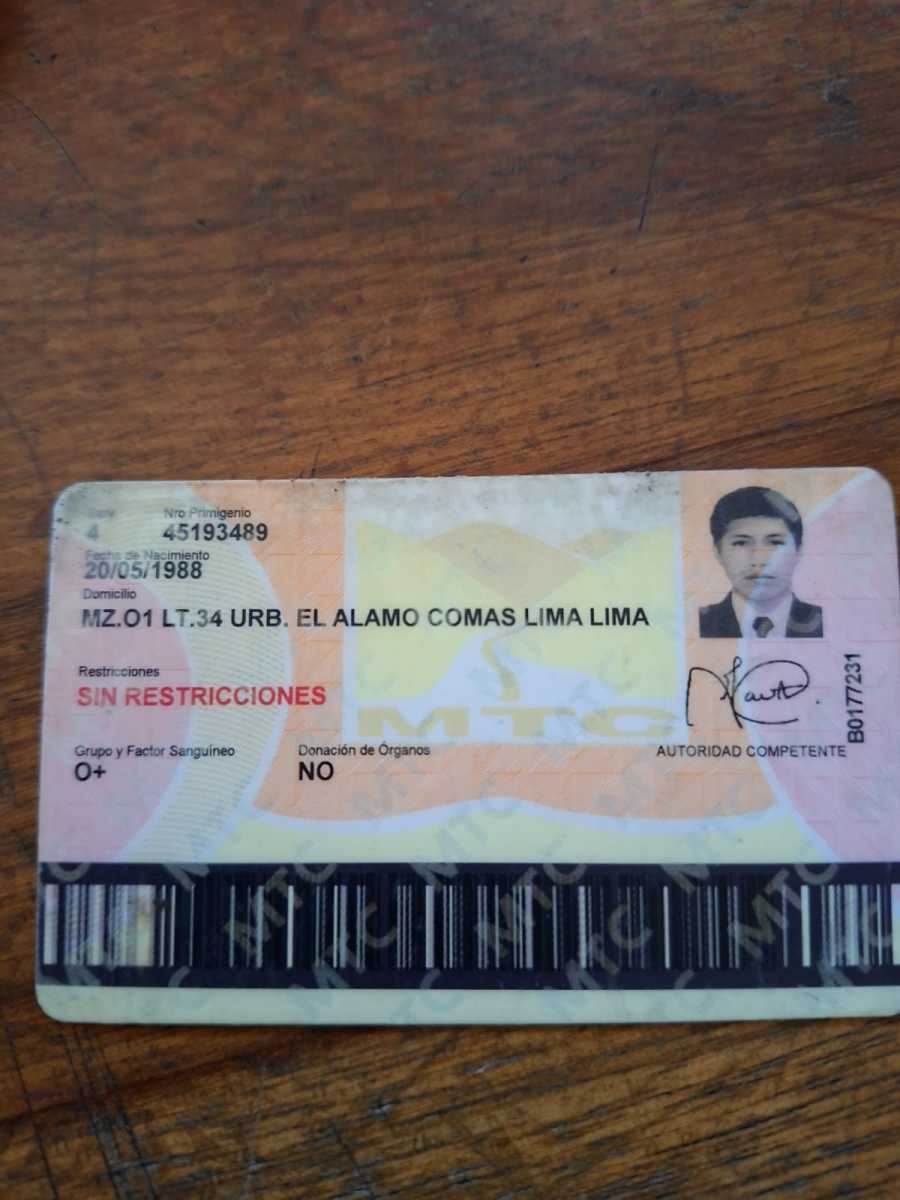 Serv Nro Primigenio
4 45193489
Fecha de Nacimiento
20/05/1988
Domicilio
MZ.O1 LT.34 URB. EL ALAMO COMAS LIMA LIMA
Restricciones
SIN RESTRICCIONES
MTC
Grupo y Factor Sanguíneo Donación de Órganos AUTORIDAD COMPETENTE
O+ NO
B0177231